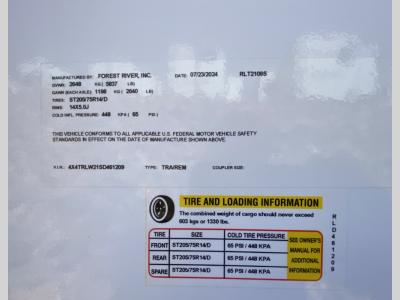 MANUFACTURED BY: FOREST RIVER, INC. DATE: 07/23/2024 RLT2109S
GVWR: 2648 KG( 5837 LB)
GAWR (EACH AXLE): 1198 KG( 2640 LB)
TIRES: ST205/75R14/D
RIMS: 14X5.5J
COLD INFL. PRESSURE: 448 KPA ( 65 PSI)
THIS VEHICLE CONFORMS TO ALL APPLICABLE U.S. FEDERAL MOTOR VEHICLE SAFETY
STANDARDS IN EFFECT ON THE DATE OF MANUFACTURE SHOWN ABOVE.
V.I.N.: 4X4TRLW21SD461209 TYPE: TRA/REM COUPLER SIZE:
TIRE AND LOADING INFORMATION
The combined weight of cargo should never exceed
603 kgs or 1330 lbs.
TIRE SIZE COLD TIRE PRESSURE
FRONT ST205/75R14/D 65 PSI / 448 KPA
REAR ST205/75R14/D 65 PSI / 448 KPA
SPARE ST205/75R14/D 65 PSI / 448 KPA
SEE OWNER'S
MANUAL FOR
ADDITIONAL
INFORMATION
RLD461209